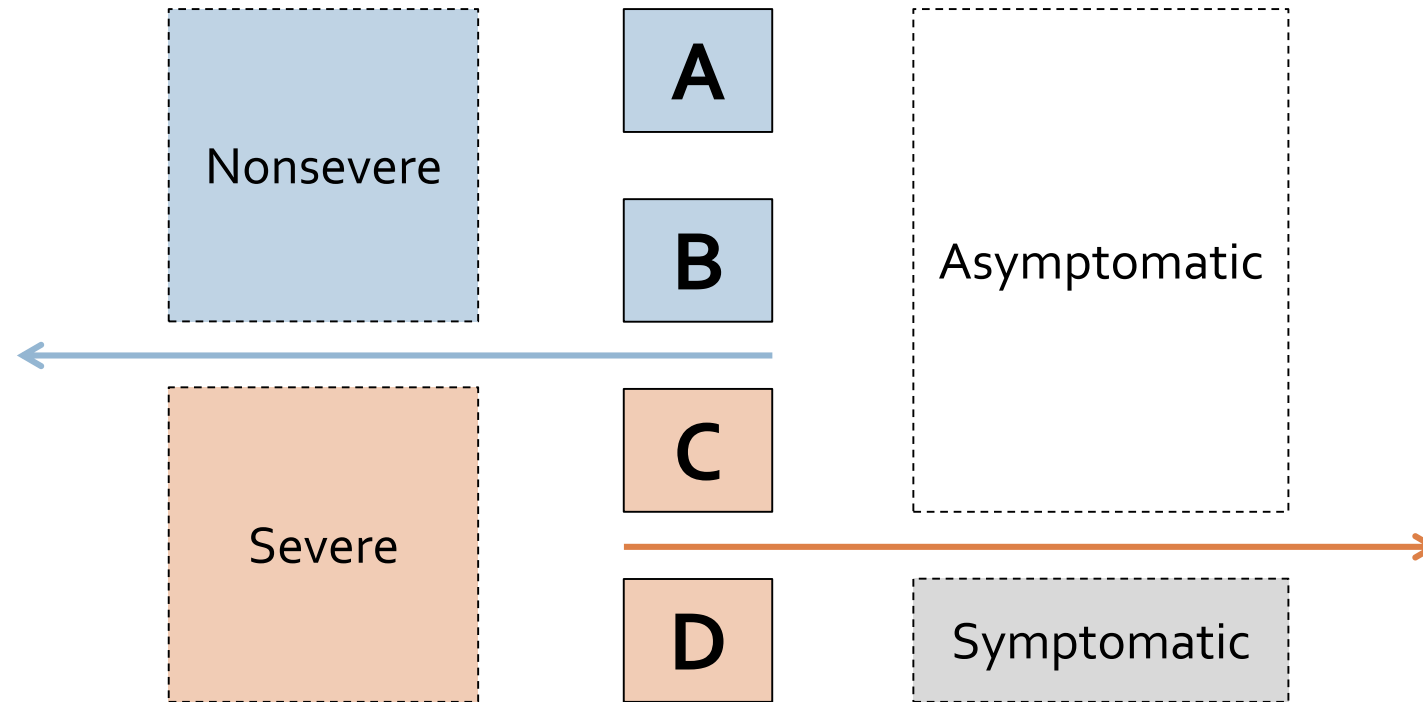 A
Nonsevere
B
Asymptomatic
C
Severe
D
Symptomatic